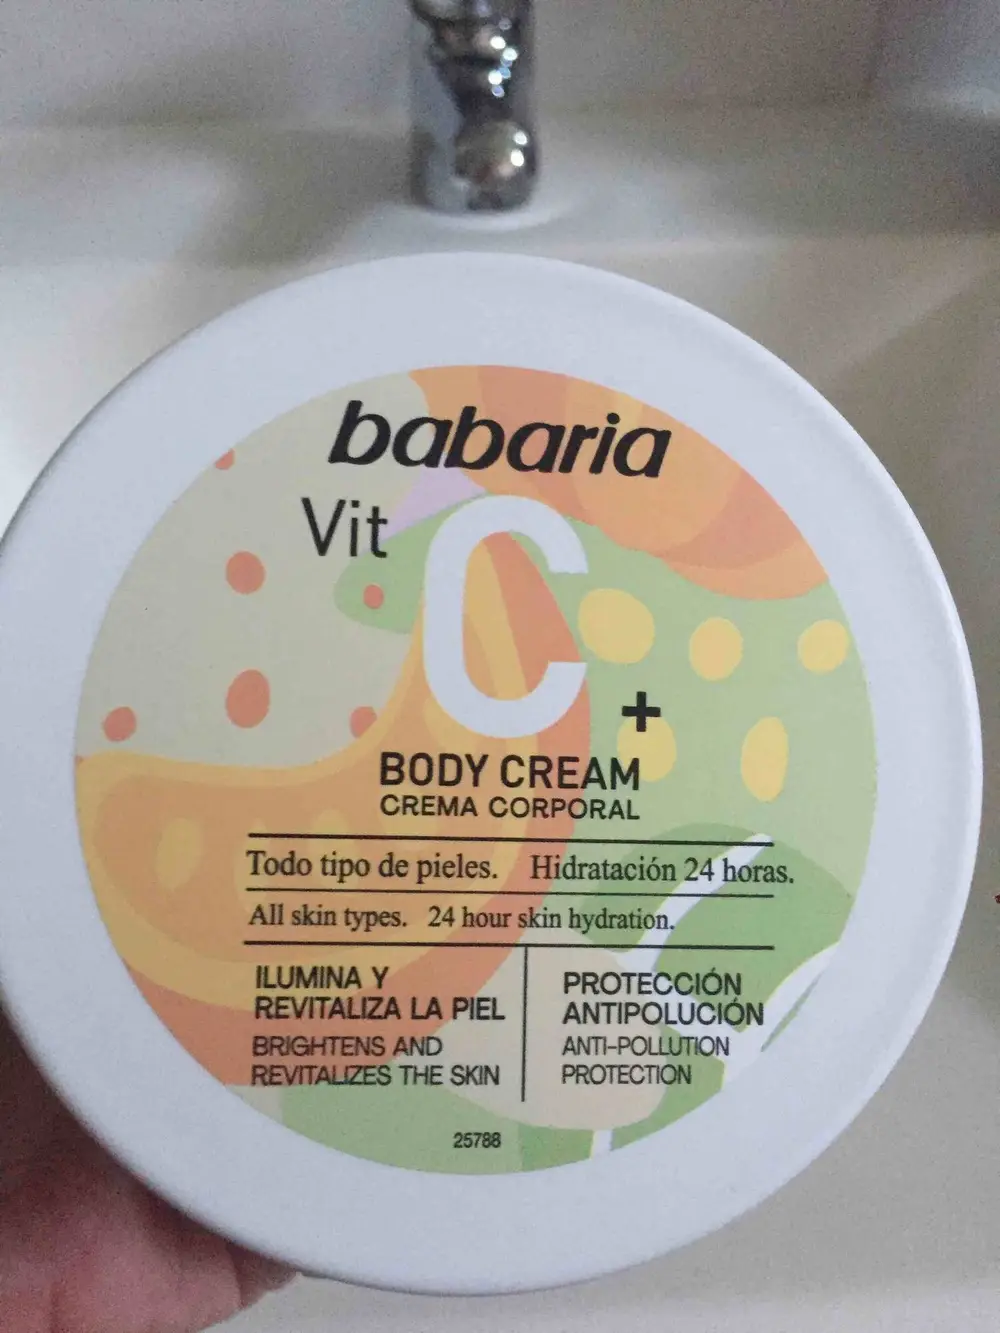 babaria
Vit
C
+
BODY CREAM
CREMA CORPORAL
Todo tipo de pieles. Hidratación 24 horas.
All skin types. 24 hour skin hydration.
ILUMINA Y
REVITALIZA LA PIEL
BRIGHTENS AND
REVITALIZES THE SKIN
PROTECCIÓN
ANTIPOLUCIÓN
ANTI-POLLUTION
PROTECTION
25788